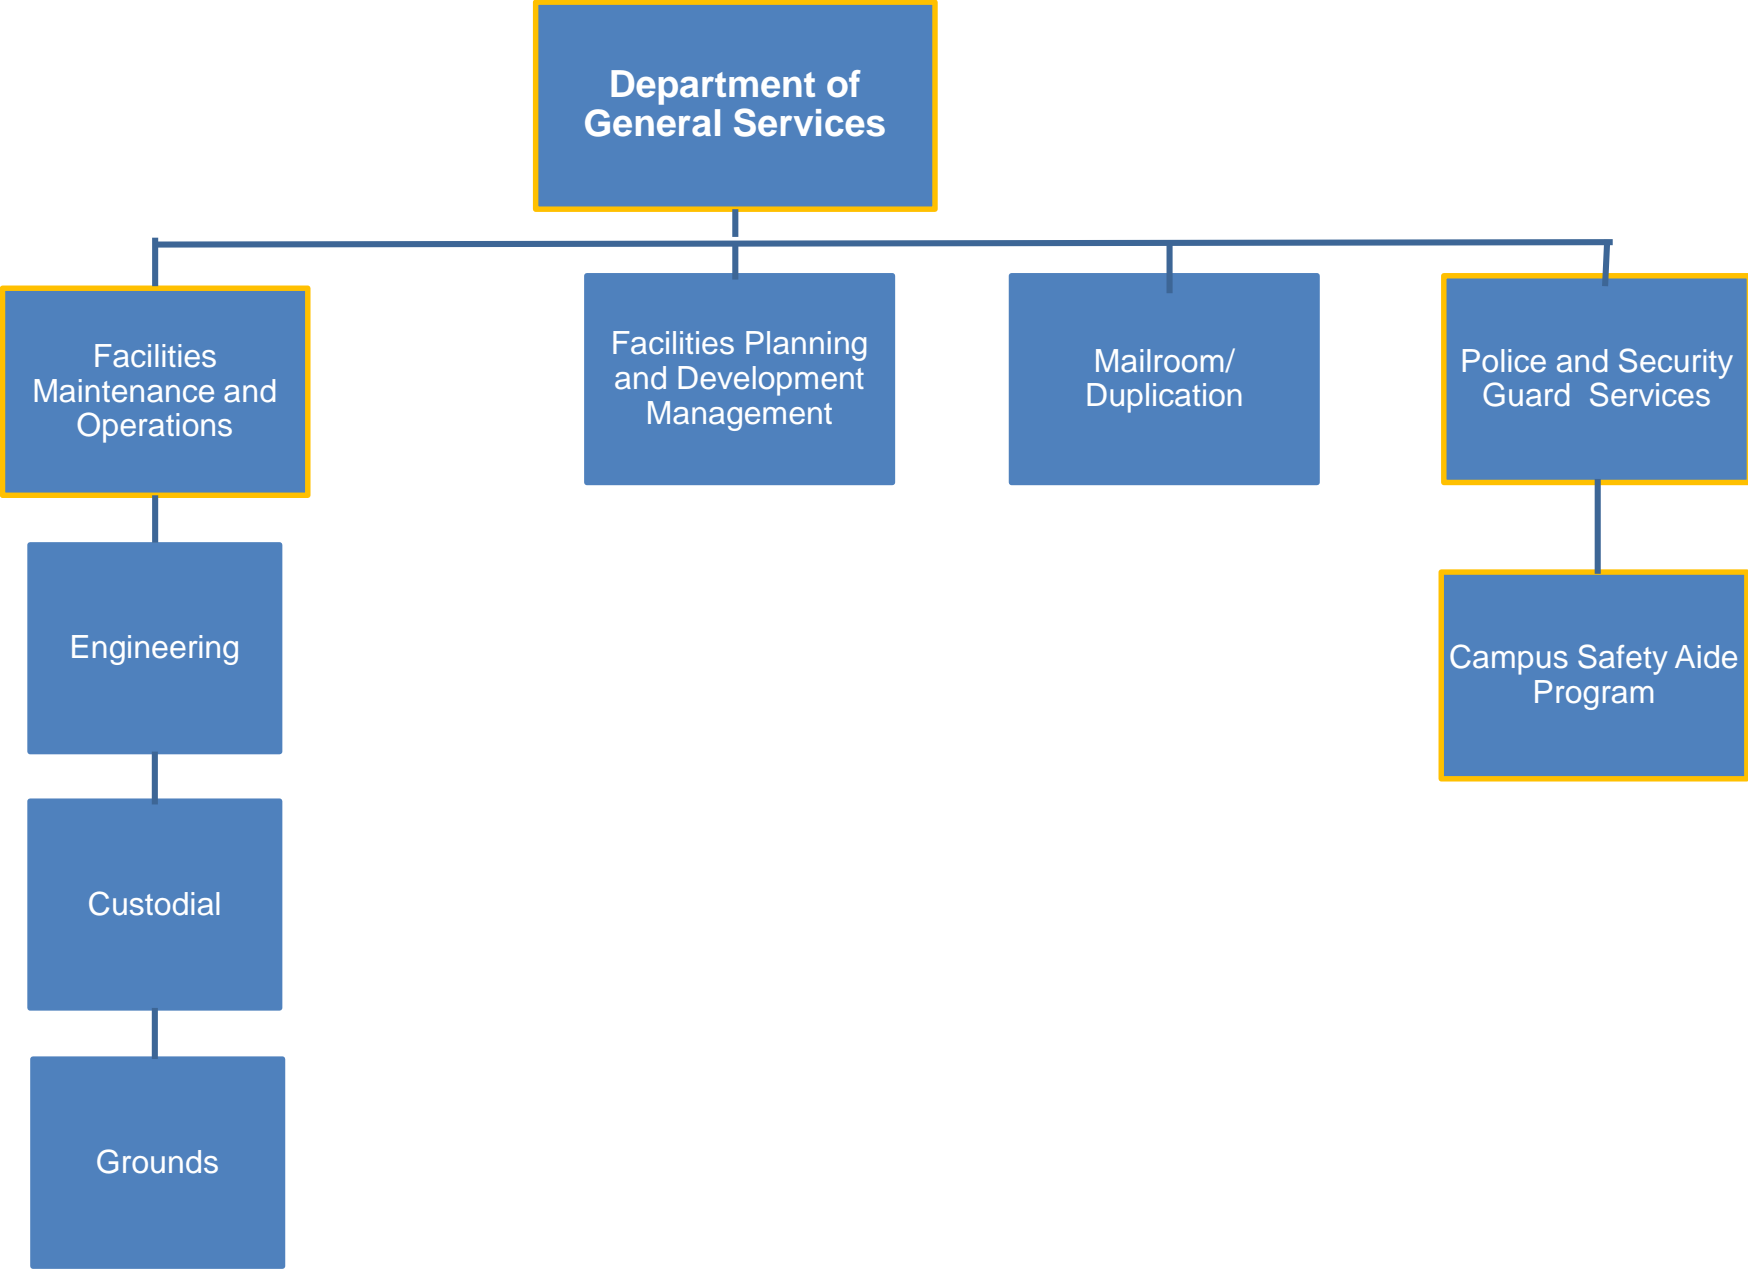 Department of
General Services
Facilities
Maintenance and
Operations
Facilities Planning
and Development
Management
Mailroom/
Duplication
Police and Security
Guard  Services
Engineering
Campus Safety Aide
Program
Custodial
Grounds